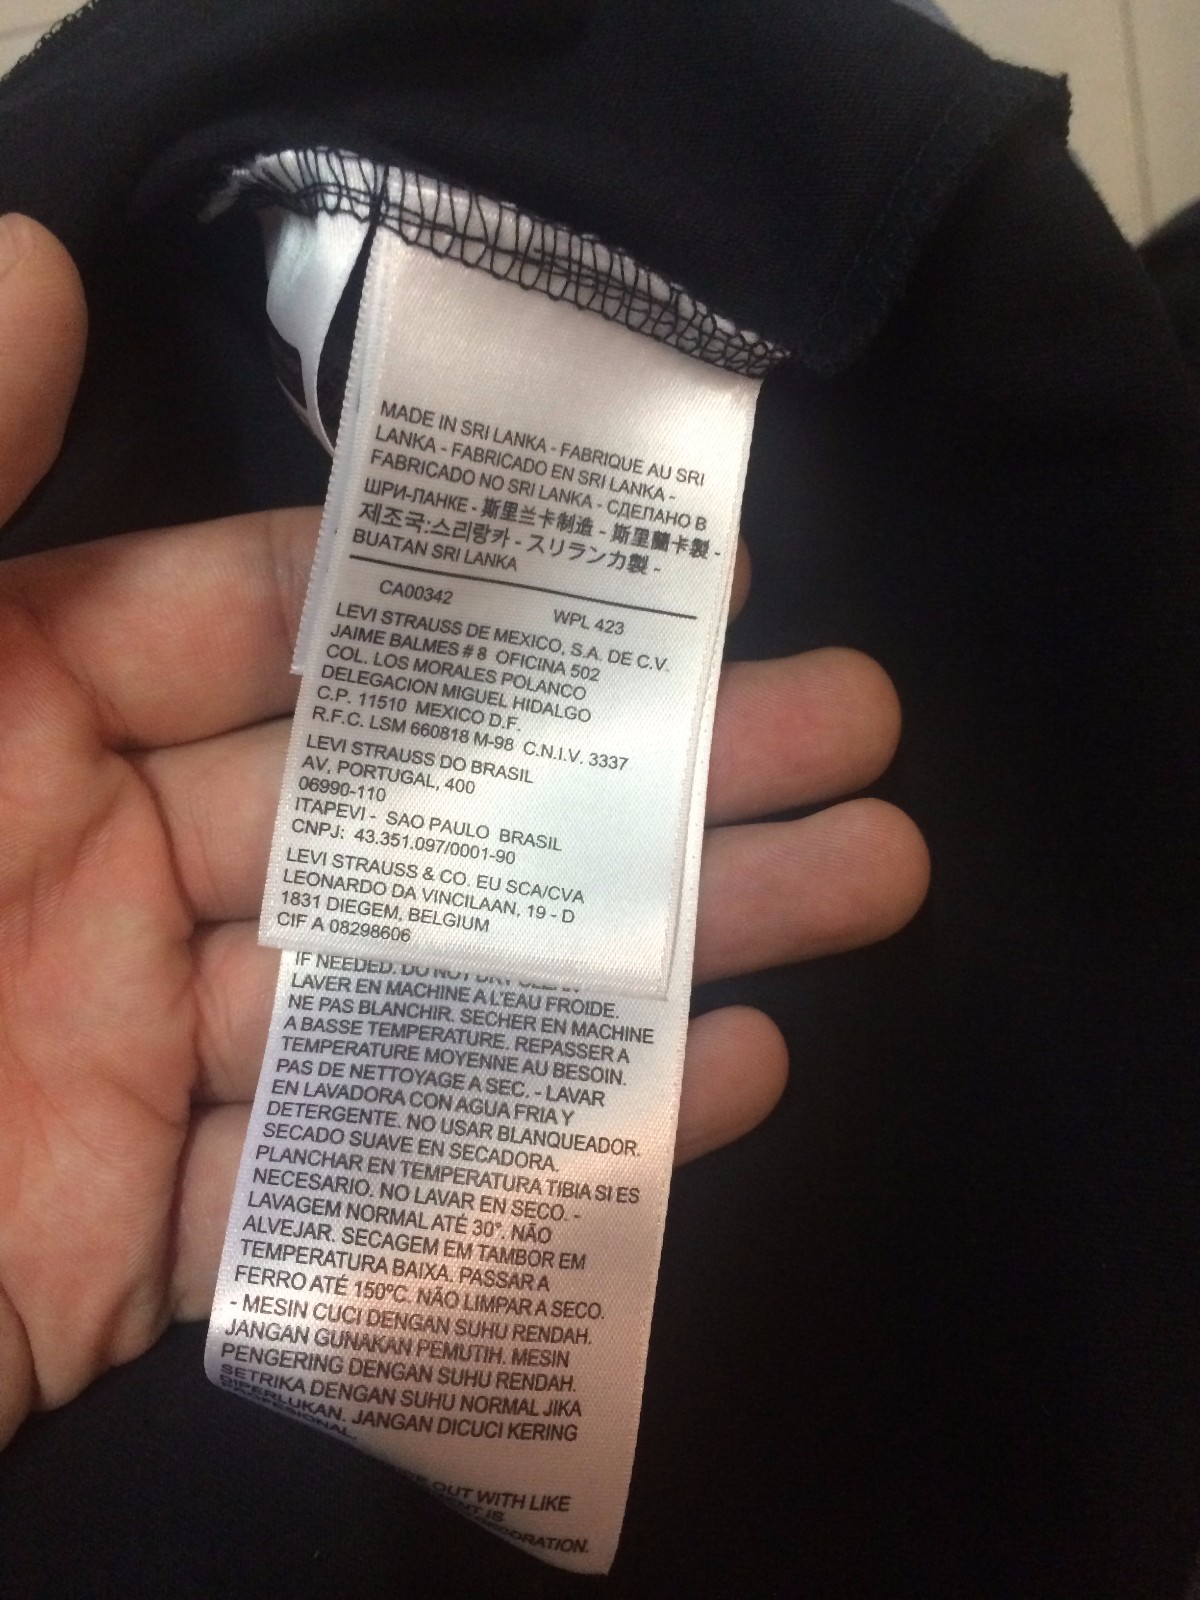 MADE IN SRI LANKA - FABRIQUE AU SRI
LANKA - FABRICADO EN SRI LANKA -
FABRICADO NO SRI LANKA - СДЕЛАНО В
ШРИ-ЛАНКЕ - 斯里兰卡制造 - 斯里蘭卡製 -
제조국:스리랑카 - スリランカ製 -
BUATAN SRI LANKA
CA00342 WPL 423
LEVI STRAUSS DE MEXICO, S.A. DE C.V.
JAIME BALMES # 8 OFICINA 502
COL. LOS MORALES POLANCO
DELEGACION MIGUEL HIDALGO
C.P. 11510 MEXICO D.F.
R.F.C. LSM 660818 M-98 C.N.I.V. 3337
LEVI STRAUSS DO BRASIL
AV, PORTUGAL, 400
06990-110
ITAPEVI - SAO PAULO BRASIL
CNPJ: 43.351.097/0001-90
LEVI STRAUSS & CO. EU SCA/CVA
LEONARDO DA VINCILAAN, 19 - D
1831 DIEGEM, BELGIUM
CIF A 08298606
IF NEEDED. DO NOT DRY CLEAN
LAVER EN MACHINE A L'EAU FROIDE.
NE PAS BLANCHIR. SECHER EN MACHINE
A BASSE TEMPERATURE. REPASSER A
TEMPERATURE MOYENNE AU BESOIN.
PAS DE NETTOYAGE A SEC. - LAVAR
EN LAVADORA CON AGUA FRIA Y
DETERGENTE. NO USAR BLANQUEADOR.
SECADO SUAVE EN SECADORA.
PLANCHAR EN TEMPERATURA TIBIA SI ES
NECESARIO. NO LAVAR EN SECO. -
LAVAGEM NORMAL ATÉ 30°. NÃO
ALVEJAR. SECAGEM EM TAMBOR EM
TEMPERATURA BAIXA. PASSAR A
FERRO ATÉ 150ºC. NÃO LIMPAR A SECO.
- MESIN CUCI DENGAN SUHU RENDAH.
JANGAN GUNAKAN PEMUTIH. MESIN
PENGERING DENGAN SUHU RENDAH.
SETRIKA DENGAN SUHU NORMAL JIKA
DIPERLUKAN. JANGAN DICUCI KERING
PROFESIONAL.
OUT WITH LIKE
IS